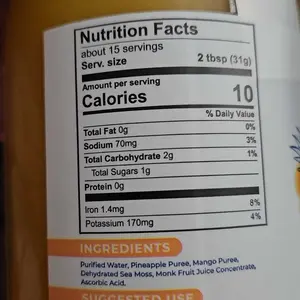 Nutrition Facts
about 15 servings
Serv. size 2 tbsp (31g)
Amount per serving
Calories 10
% Daily Value
Total Fat 0g 0%
Sodium 70mg 3%
Total Carbohydrate 2g 1%
Total Sugars 1g
Protein 0g
Iron 1.4mg 8%
Potassium 170mg 4%
INGREDIENTS
Purified Water, Pineapple Puree, Mango Puree,
Dehydrated Sea Moss, Monk Fruit Juice Concentrate,
Ascorbic Acid.
SUGGESTED USE